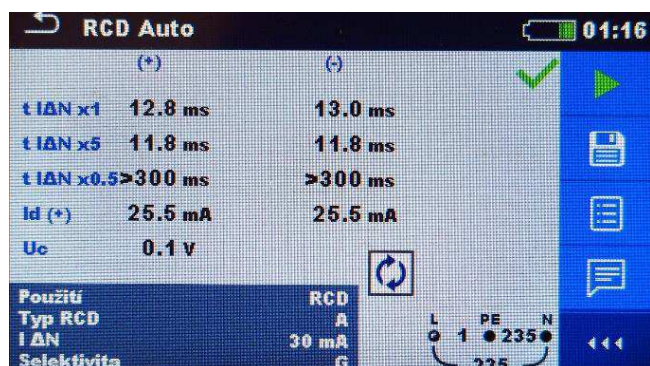 RCD Auto 01:16
(+) (-)
t IΔN x1 12.8 ms 13.0 ms
t IΔN x5 11.8 ms 11.8 ms
t IΔN x0.5 >300 ms >300 ms
Id (+) 25.5 mA 25.5 mA
Uc 0.1 V
Použití RCD
Typ RCD A
I ΔN 30 mA
Selektivita G
L PE N
1 235
225